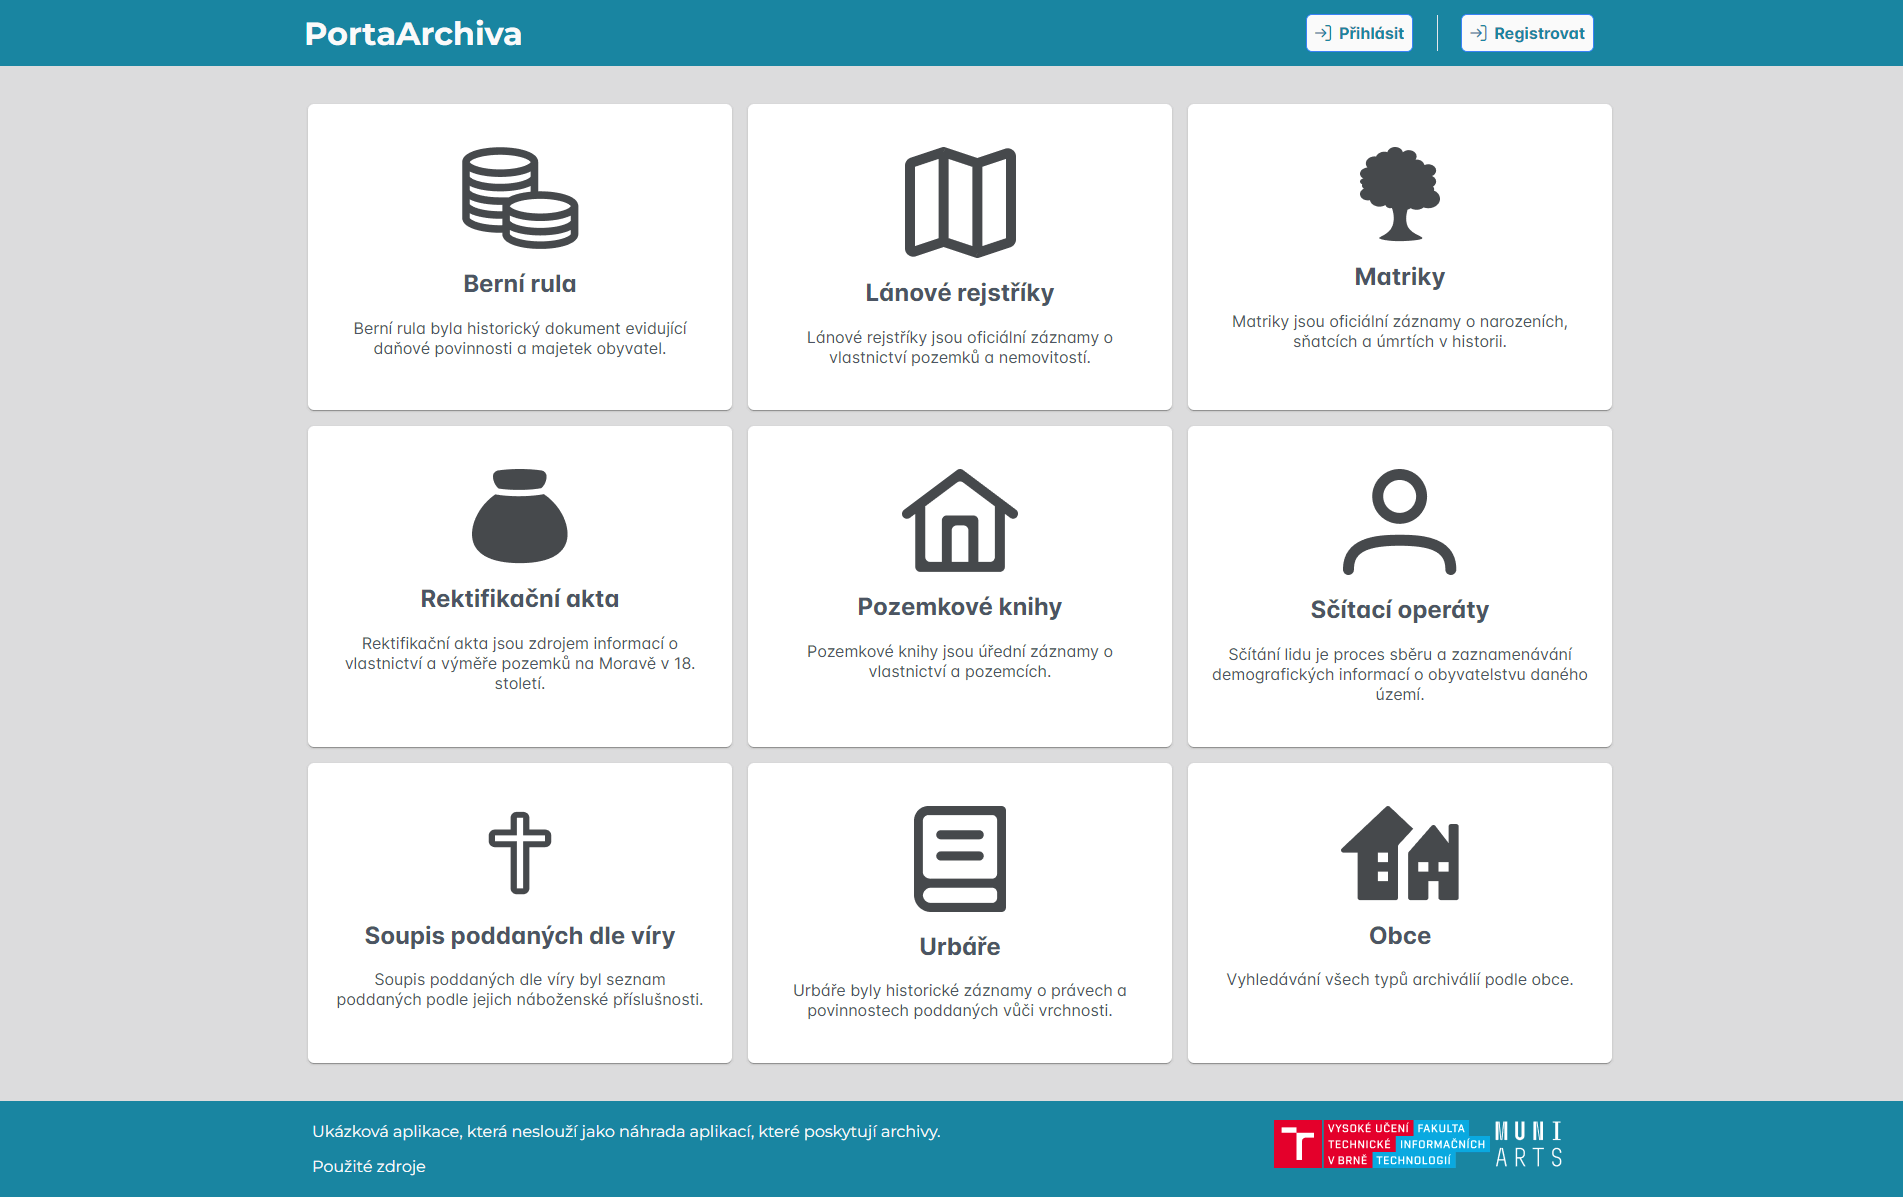 PortaArchiva
Přihlásit
Registrovat
Berní rula
Berní rula byla historický dokument evidující
daňové povinnosti a majetek obyvatel.
Lánové rejstříky
Lánové rejstříky jsou oficiální záznamy o
vlastnictví pozemků a nemovitostí.
Matriky
Matriky jsou oficiální záznamy o narozeních,
sňatcích a úmrtích v historii.
Rektifikační akta
Rektifikační akta jsou zdrojem informací o
vlastnictví a výměře pozemků na Moravě v 18.
století.
Pozemkové knihy
Pozemkové knihy jsou úřední záznamy o
vlastnictví a pozemcích.
Sčítací operáty
Sčítání lidu je proces sběru a zaznamenávání
demografických informací o obyvatelstvu daného
území.
Soupis poddaných dle víry
Soupis poddaných dle víry byl seznam
poddaných podle jejich náboženské příslušnosti.
Urbáře
Urbáře byly historické záznamy o právech a
povinnostech poddaných vůči vrchnosti.
Obce
Vyhledávání všech typů archiválií podle obce.
Ukázková aplikace, která neslouží jako náhrada aplikací, které poskytují archivy.
Použité zdroje
VYSOKÉ UČENÍ FAKULTA
TECHNICKÉ INFORMAČNÍCH
V BRNĚ TECHNOLOGIÍ
MUNI
ARTS